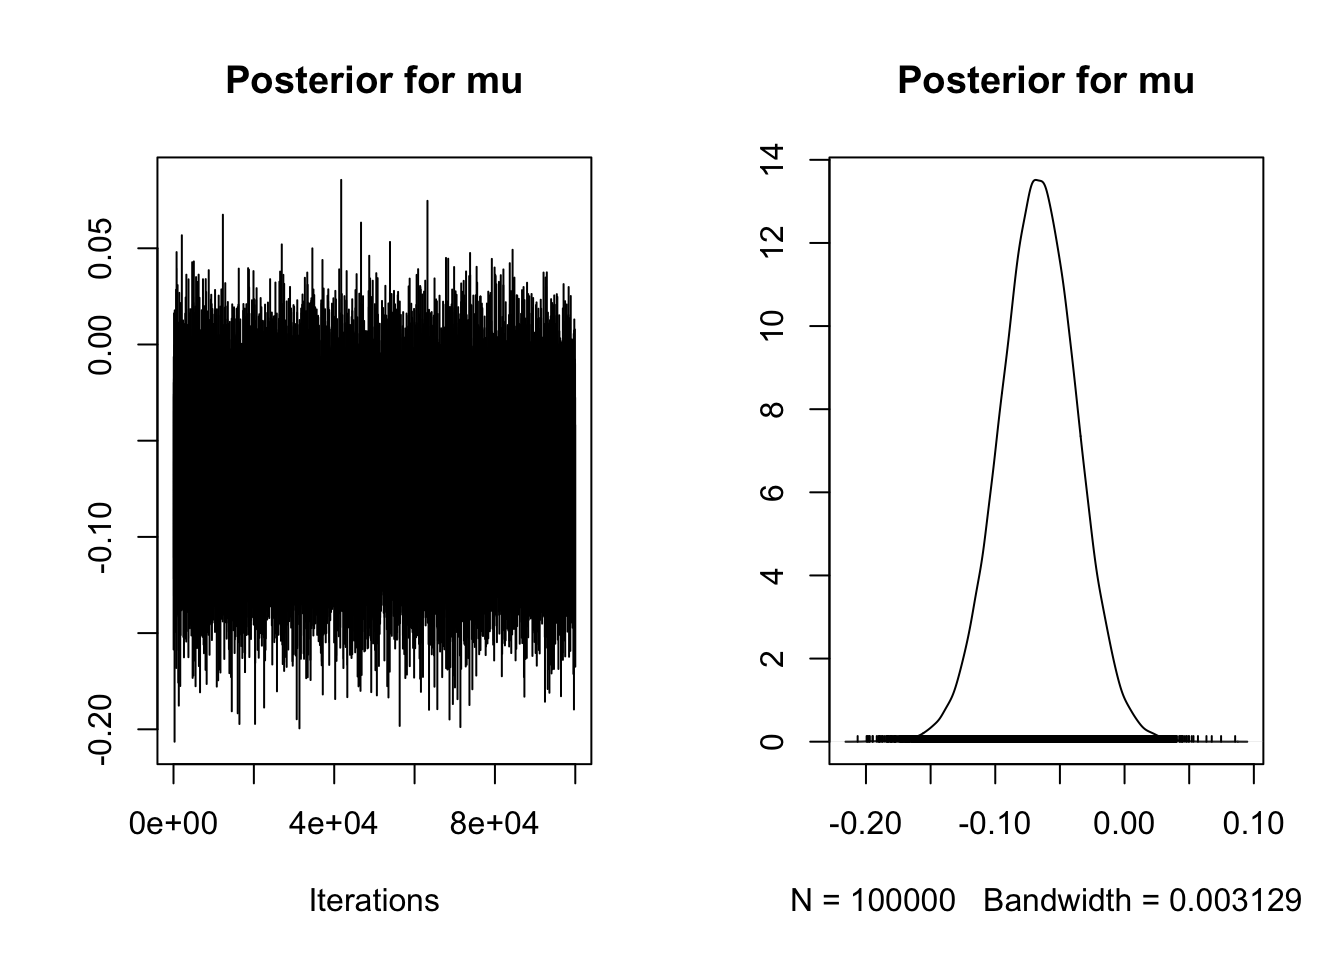 Posterior for mu
0.05
0.00
-0.10
-0.20
0e+00 4e+04 8e+04
Iterations
Posterior for mu
14
12
10
8
6
4
2
0
-0.20 -0.10 0.00 0.10
N = 100000 Bandwidth = 0.003129